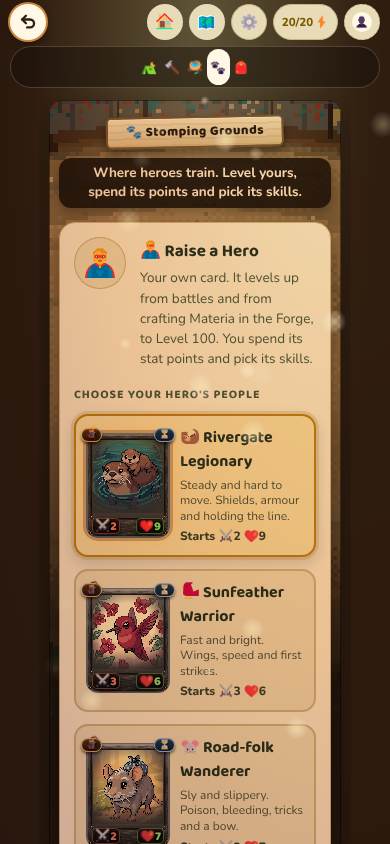 20/20
Stomping Grounds
Where heroes train. Level yours,
spend its points and pick its skills.
Raise a Hero
Your own card. It levels up
from battles and from
crafting Materia in the Forge,
to Level 100. You spend its
stat points and pick its skills.
CHOOSE YOUR HERO'S PEOPLE
Rivergate
Legionary
Steady and hard to
move. Shields, armour
and holding the line.
Starts ⚔️2 ❤️9
2 9
Sunfeather
Warrior
Fast and bright.
Wings, speed and first
strikes.
Starts ⚔️3 ❤️6
3 6
Road-folk
Wanderer
Sly and slippery.
Poison, bleeding, tricks
and a bow.
2 7